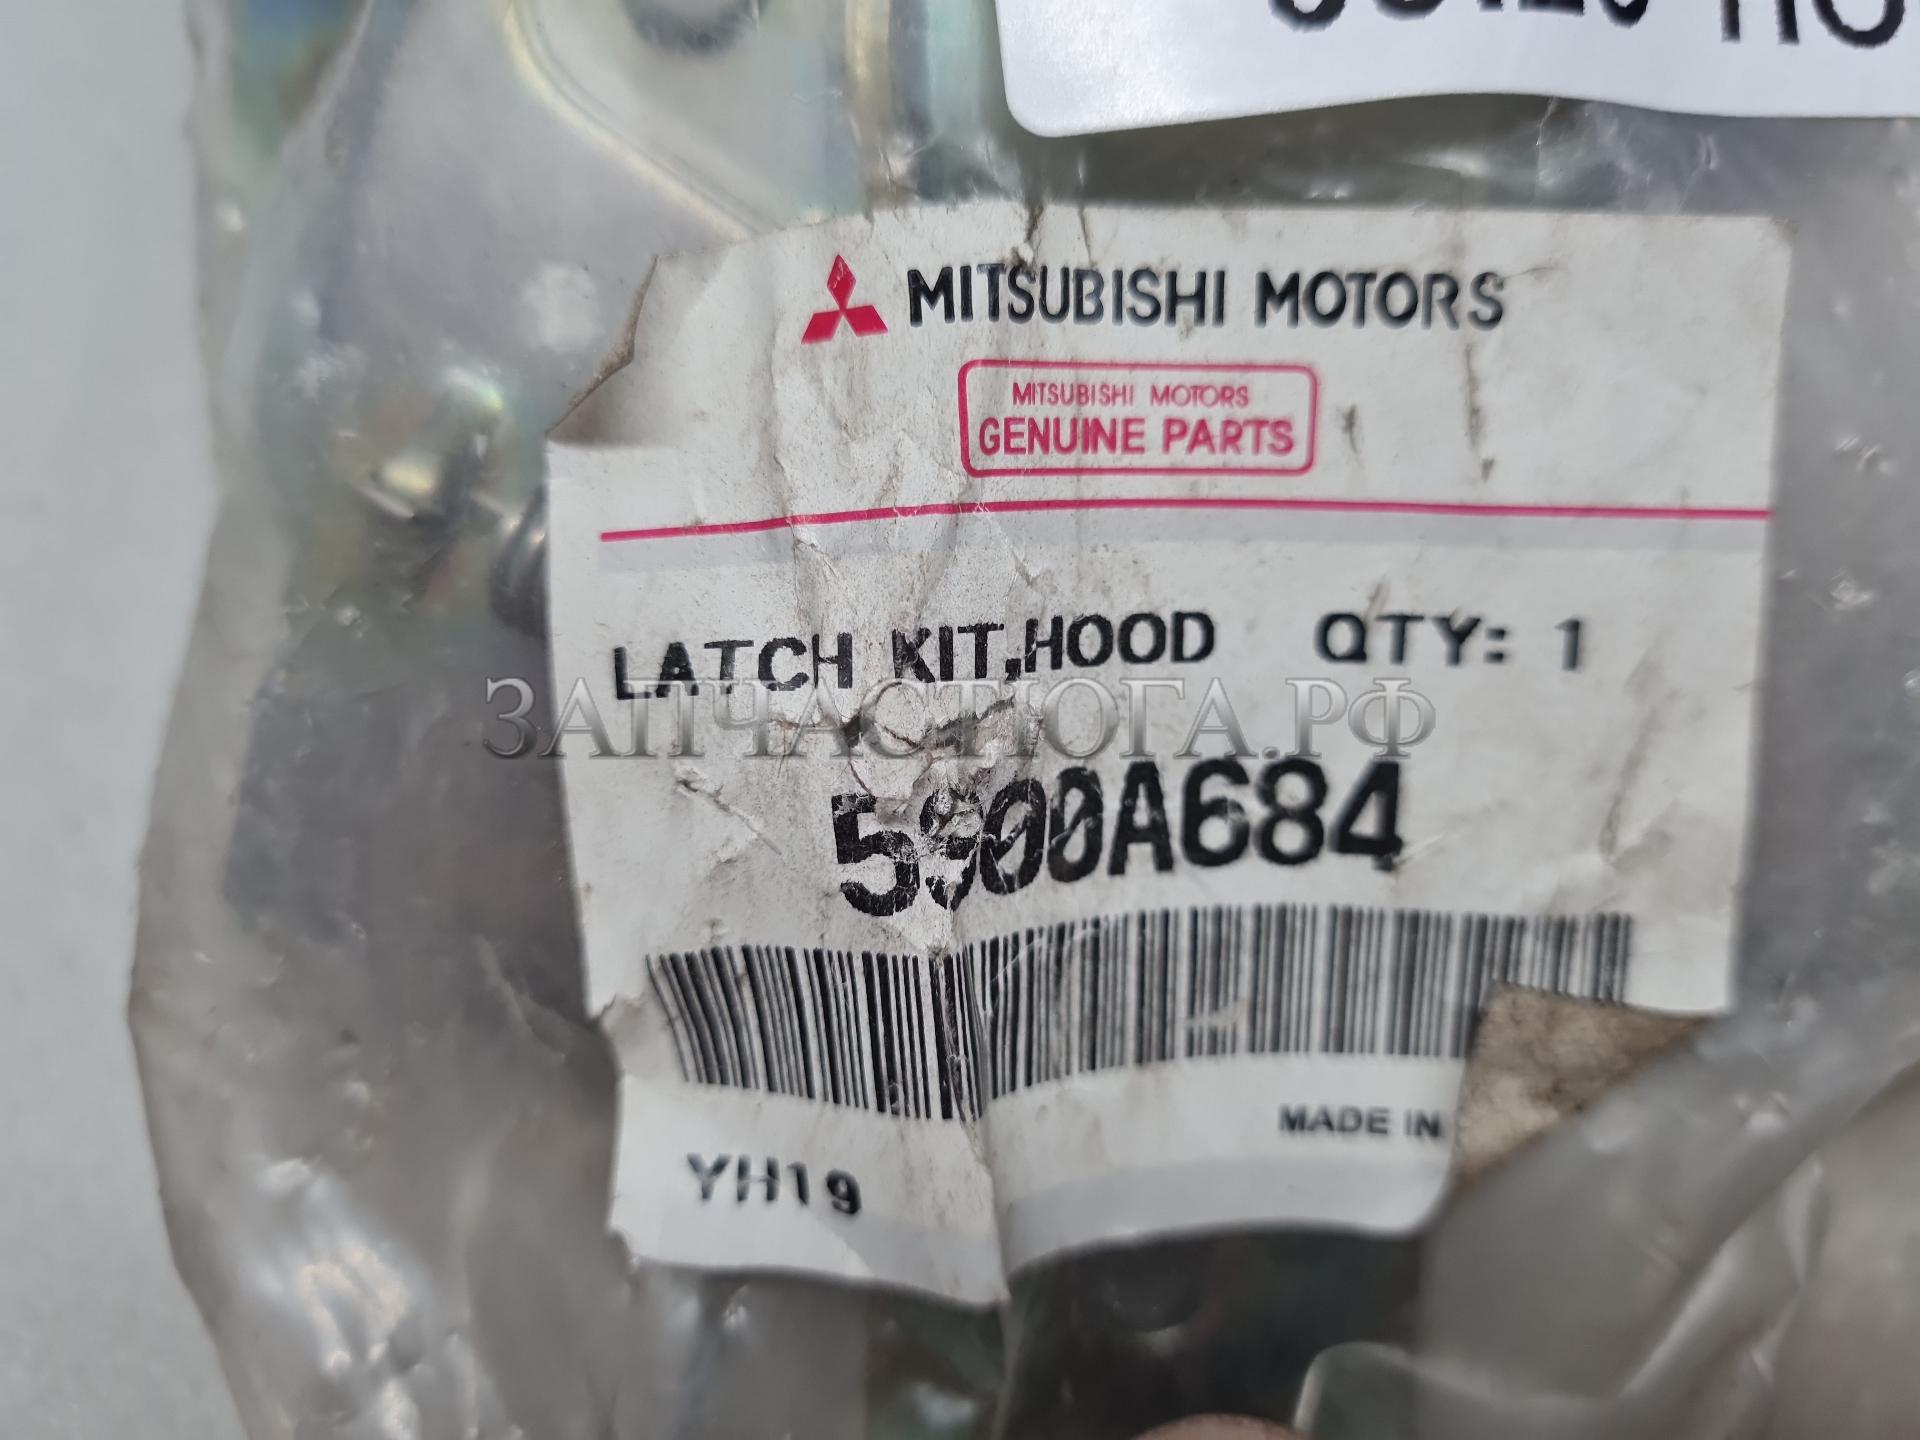 MITSUBISHI MOTORS
MITSUBISHI MOTORS
GENUINE PARTS
LATCH KIT,HOOD QTY: 1
ЗАПЧАСТЮГА.РФ
5900A684
MADE IN
YH19